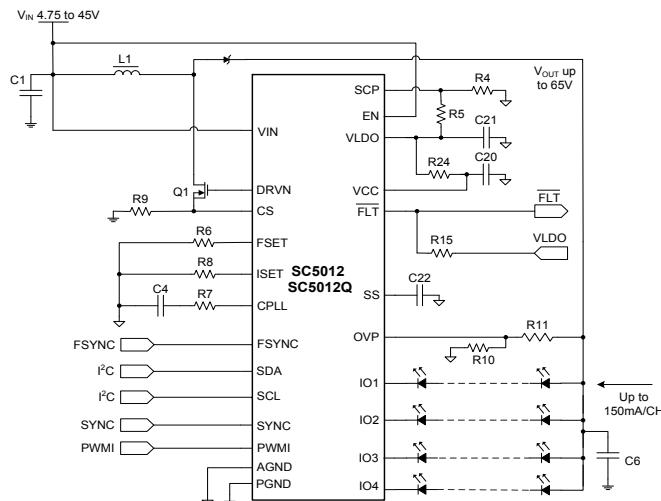 VIN 4.75 to 45V
L1
C1
VOUT up
to 65V
SCP
R4
EN
R5
C21
VIN
VLDO
R24
C20
Q1
DRVN
VCC
R9
CS
FLT
FLT
R6
FSET
R15
VLDO
R8
ISET
SC5012
SC5012Q
C4
R7
CPLL
SS
C22
FSYNC
FSYNC
OVP
R10
R11
I²C
SDA
IO1
Up to
150mA/CH
I²C
SCL
IO2
SYNC
SYNC
PWMI
PWMI
IO3
C6
AGND
PGND
IO4